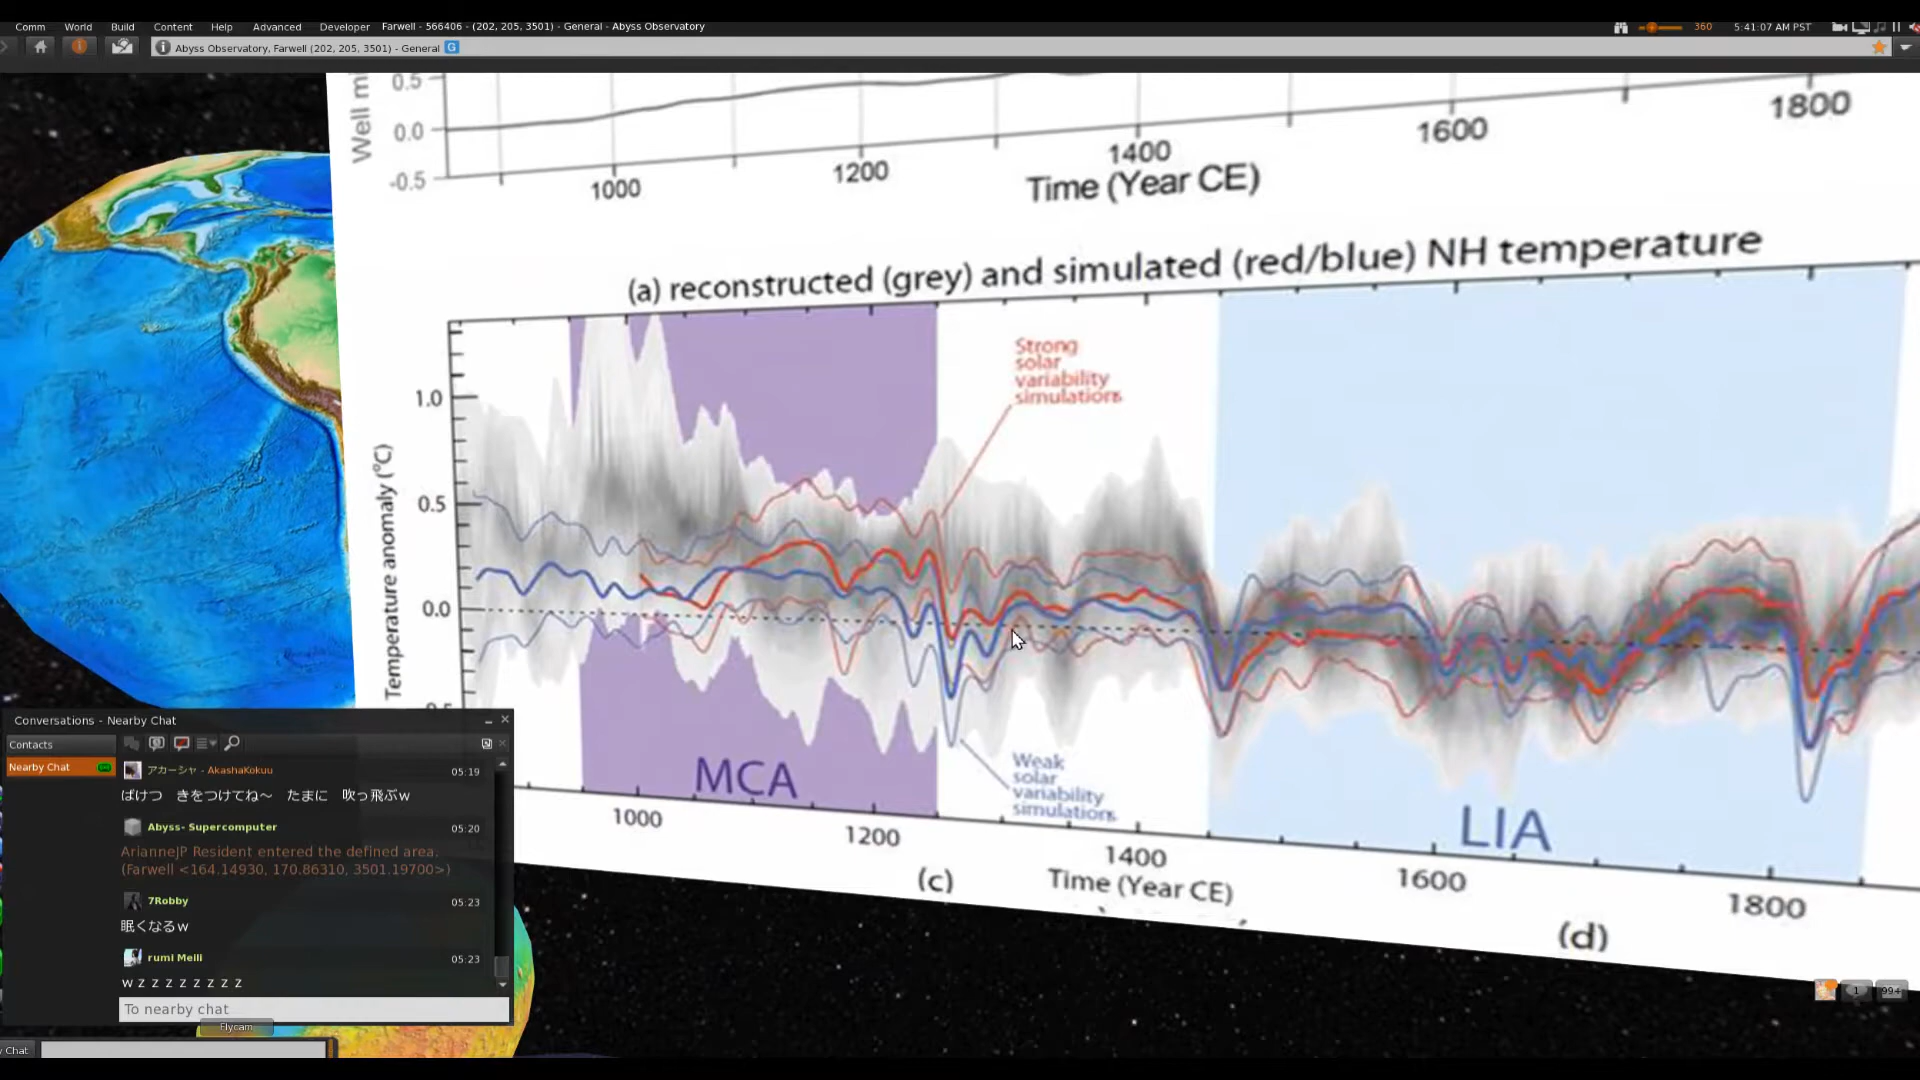 Comm World Build Content Help Advanced Developer Farwell - 566406 - (202, 205, 3501) - General - Abyss Observatory
360 5:41:07 AM PST
Abyss Observatory, Farwell (202, 205, 3501) - General G
Well m
0.5
0.0
-0.5
1000
1200
1400
1600
1800
Time (Year CE)
(a) reconstructed (grey) and simulated (red/blue) NH temperature
Strong
solar
variability
simulations
Temperature anomaly (°C)
1.0
0.5
0.0
Weak
solar
variability
simulations
MCA
LIA
1000
1200
1400
1600
1800
Time (Year CE)
(c)
(d)
Conversations - Nearby Chat
Contacts
Nearby Chat
アカーシャ - AkashaKokuu 05:19
ばけつ きをつけてね～ たまに 吹っ飛ぶw
Abyss- Supercomputer 05:20
ArianneJP Resident entered the defined area.
(Farwell <164.14930, 170.86310, 3501.19700>)
7Robby 05:23
眠くなるw
rumi Meili 05:23
w z z z z z z z z
To nearby chat
Flycam
Chat
1